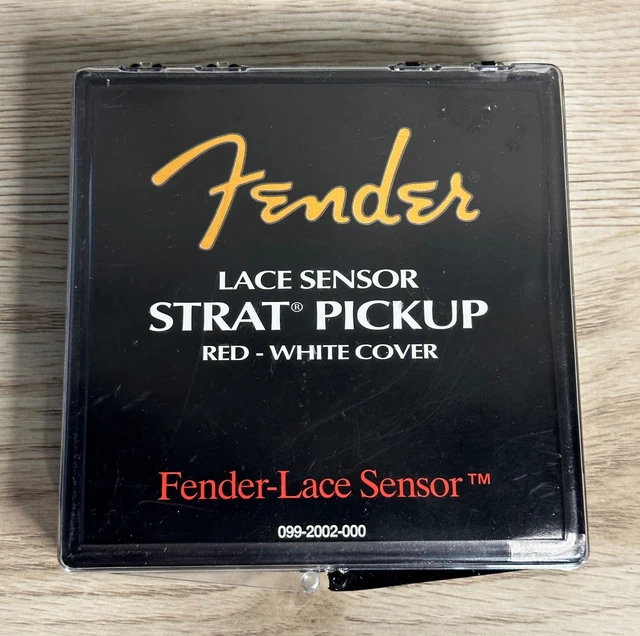 Fender®
LACE SENSOR
STRAT® PICKUP
RED - WHITE COVER
Fender-Lace Sensor™
099-2002-000